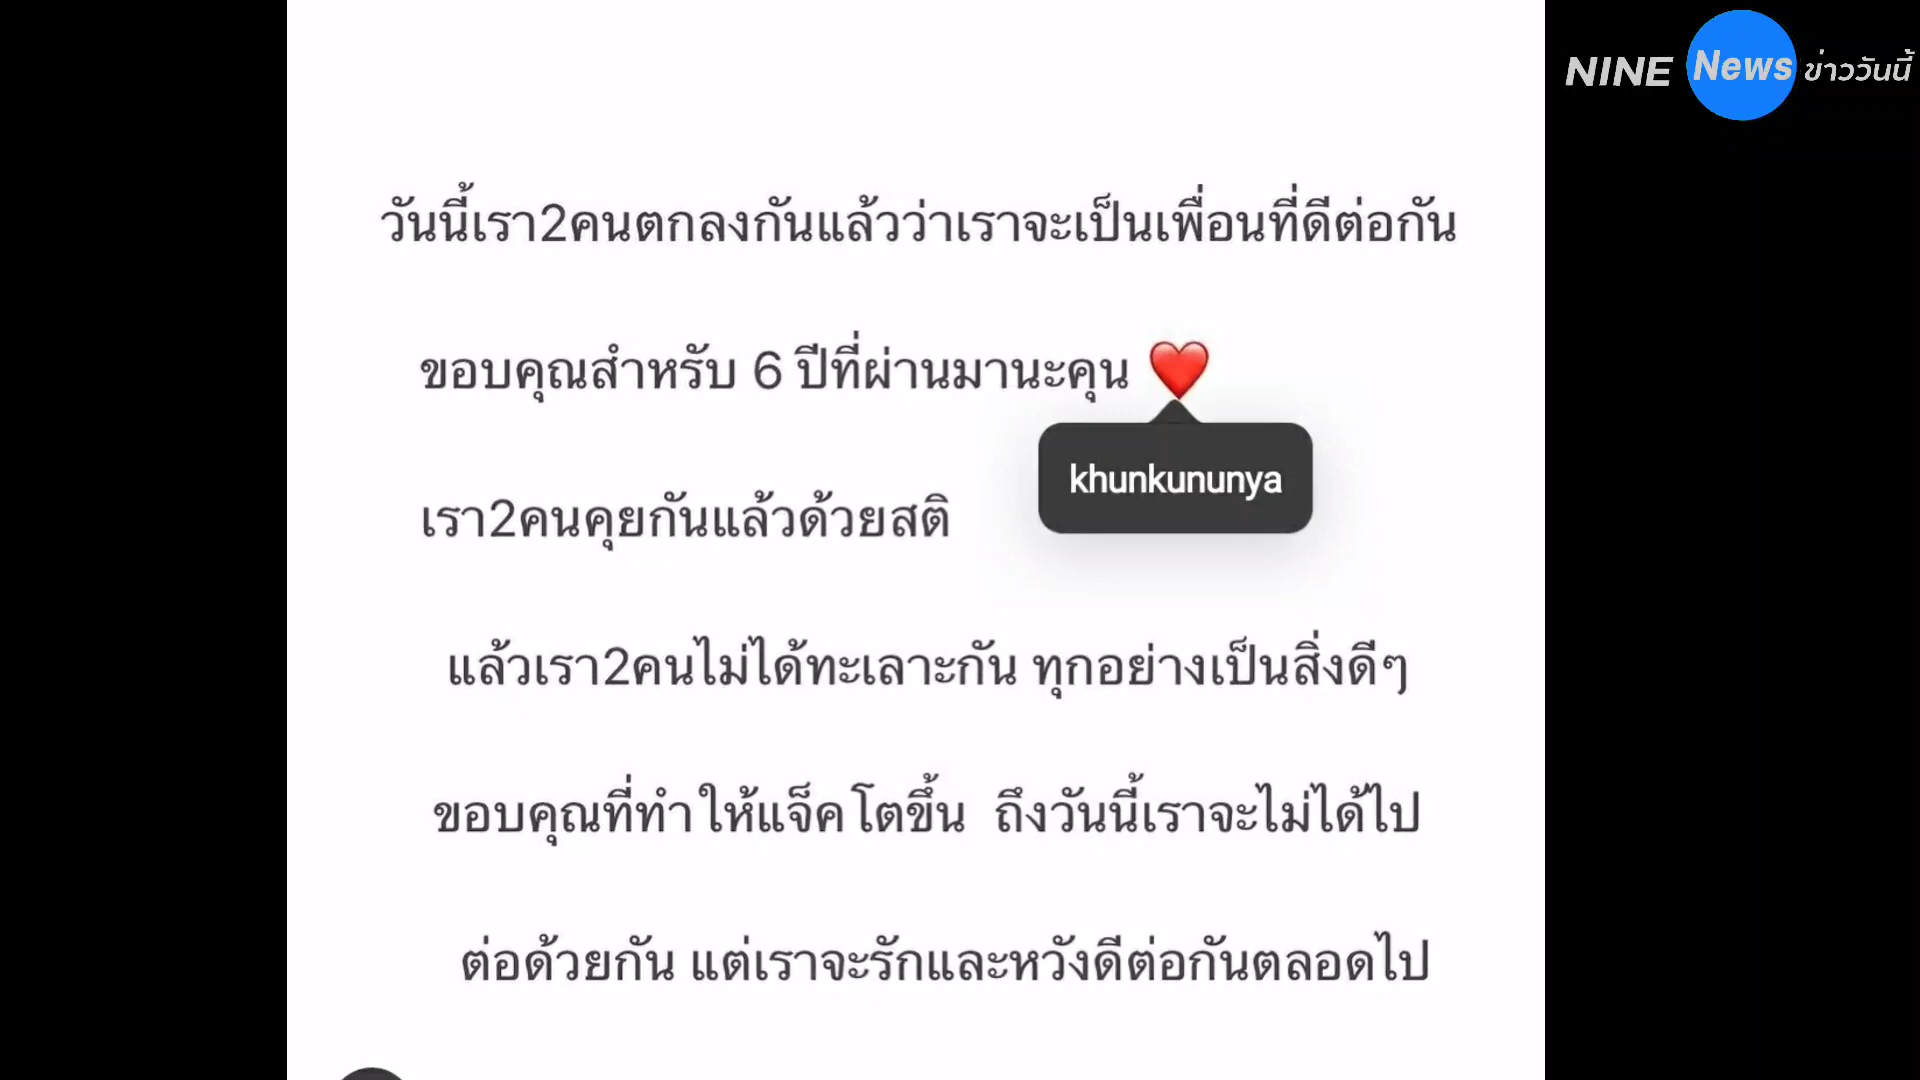 NINE News ข่าววันนี้
วันนี้เรา2คนตกลงกันแล้วว่าเราจะเป็นเพื่อนที่ดีต่อกัน
ขอบคุณสำหรับ 6 ปีที่ผ่านมานะคุน ❤️
khunkununya
เรา2คนคุยกันแล้วด้วยสติ
แล้วเรา2คนไม่ได้ทะเลาะกัน ทุกอย่างเป็นสิ่งดีๆ
ขอบคุณที่ทำให้แจ็คโตขึ้น ถึงวันนี้เราจะไม่ได้ไป
ต่อด้วยกัน แต่เราจะรักและหวังดีต่อกันตลอดไป